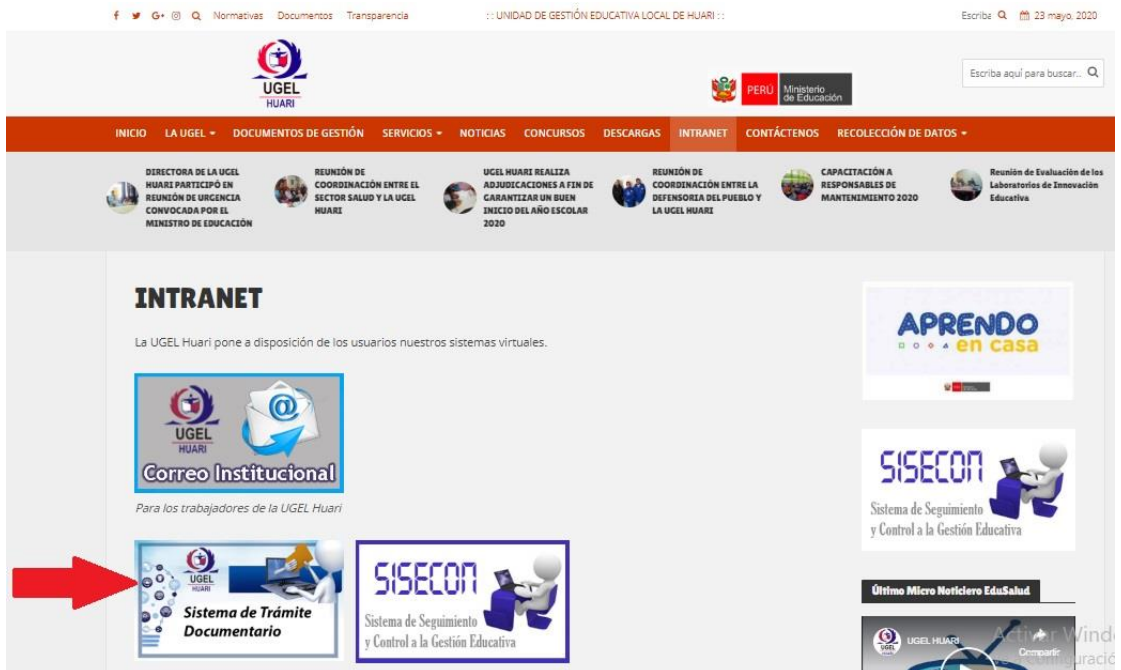 Normativas Documentos Transparencia
: : UNIDAD DE GESTIÓN EDUCATIVA LOCAL DE HUARI : :
Escriba
23 mayo, 2020
UGEL
HUARI
PERÚ
Ministerio
de Educación
Escriba aquí para buscar..
INICIO LA UGEL DOCUMENTOS DE GESTIÓN SERVICIOS NOTICIAS CONCURSOS DESCARGAS INTRANET CONTÁCTENOS RECOLECCIÓN DE DATOS
DIRECTORA DE LA UGEL
HUARI PARTICIPÓ EN
REUNIÓN DE URGENCIA
CONVOCADA POR EL
MINISTRO DE EDUCACIÓN
REUNIÓN DE
COORDINACIÓN ENTRE EL
SECTOR SALUD Y LA UGEL
HUARI
UGEL HUARI REALIZA
ADJUDICACIONES A FIN DE
GARANTIZAR UN BUEN
INICIO DEL AÑO ESCOLAR
2020
REUNIÓN DE
COORDINACIÓN ENTRE LA
DEFENSORIA DEL PUEBLO Y
LA UGEL HUARI
CAPACITACIÓN A
RESPONSABLES DE
MANTENIMIENTO 2020
Reunión de Evaluación de los
Laboratorios de Innovación
Educativa
INTRANET
La UGEL Huari pone a disposición de los usuarios nuestros sistemas virtuales.
UGEL
HUARI
Correo Institucional
Para los trabajadores de la UGEL Huari
UGEL
HUARI
Sistema de Trámite
Documentario
SISECON
Sistema de Seguimiento
y Control a la Gestión Educativa
APRENDO
en casa
SISECON
Sistema de Seguimiento
y Control a la Gestión Educativa
Último Micro Noticiero EduSalud
UGEL HUARI
Compartir
Activar Windo